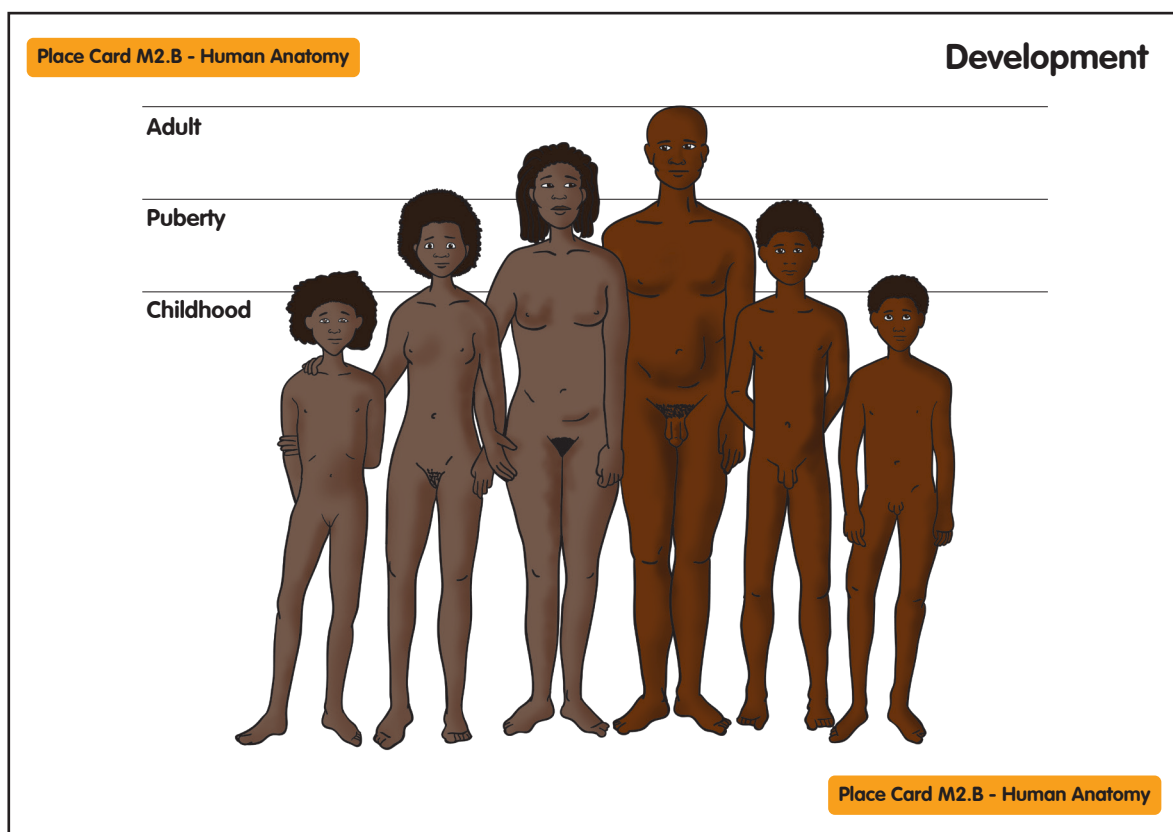 Place Card M2.B - Human Anatomy
Development
Adult
Puberty
Childhood
Place Card M2.B - Human Anatomy